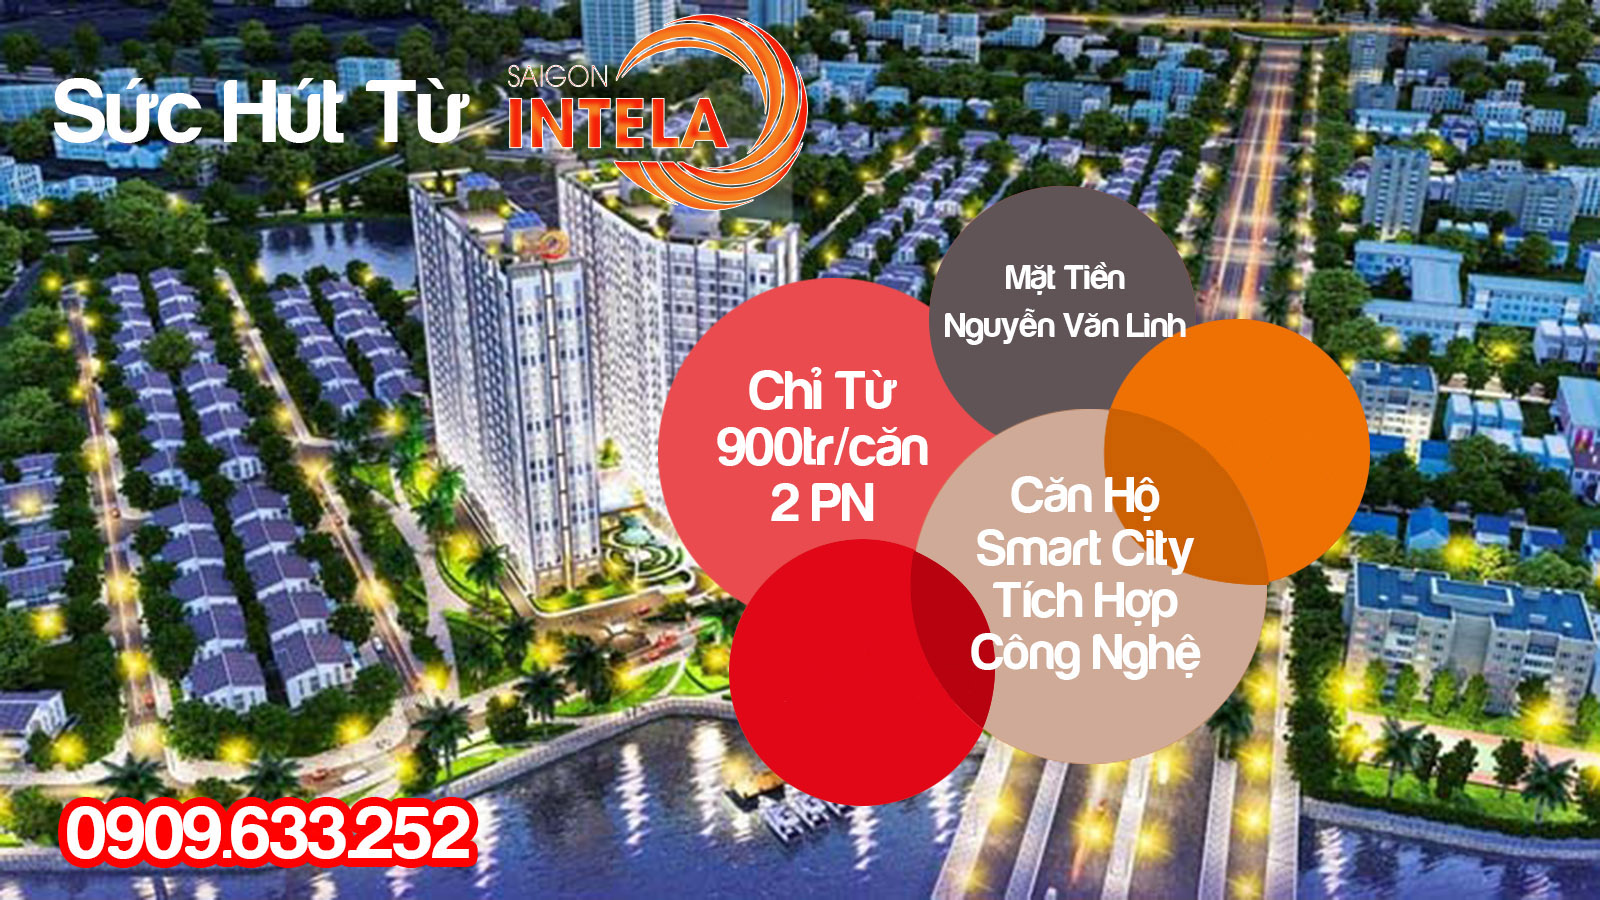 Sức Hút Từ
SAIGON
INTELA
Mặt Tiền
Nguyễn Văn Linh
Chỉ Từ
900tr/căn
2 PN
Căn Hộ
Smart City
Tích Hợp
Công Nghệ
0909.633.252